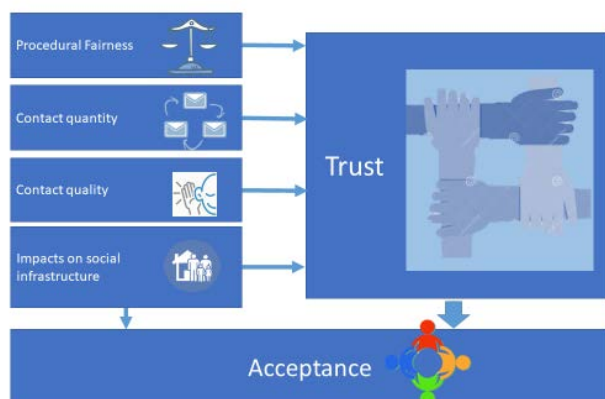 Procedural Fairness
Contact quantity
Contact quality
Impacts on social
infrastructure
Trust
Acceptance